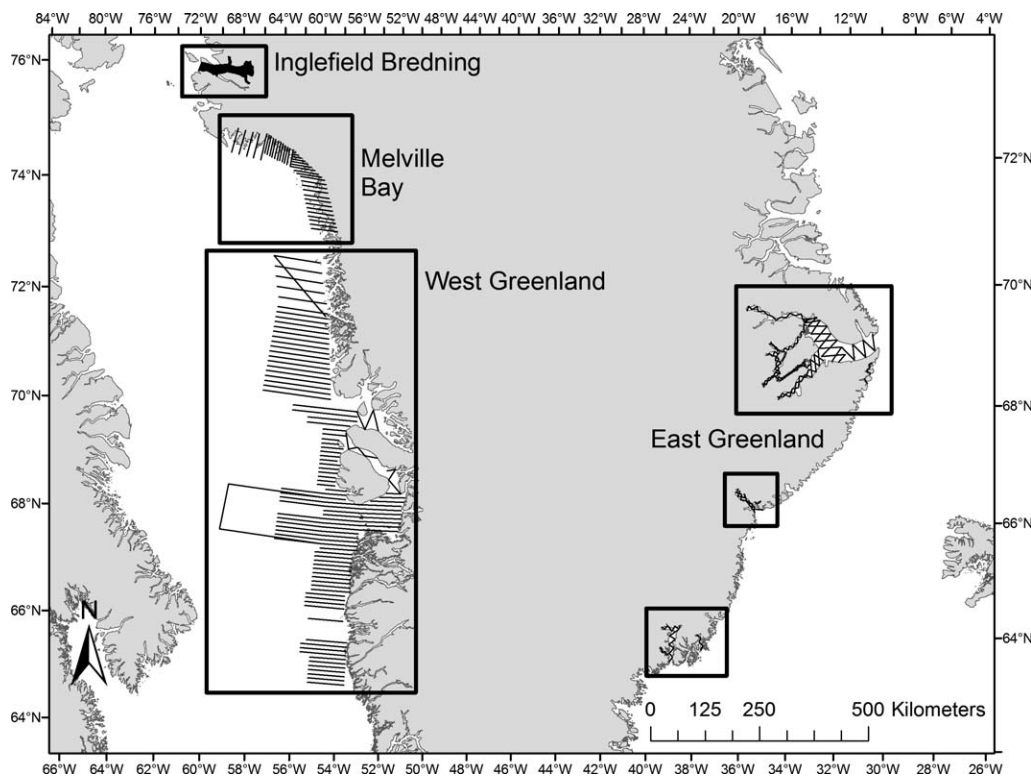 84°W 80°W 76°W 72°W 68°W 64°W 60°W 56°W 52°W 48°W 44°W 40°W 36°W 32°W 28°W 24°W 20°W 16°W 12°W 8°W 4°W
76°N
Inglefield Bredning
Melville
Bay
74°N
72°N
West Greenland
72°N
70°N
70°N
68°N
East Greenland
68°N
66°N
66°N
N
64°N
0 125 250 500 Kilometers
64°N
66°W 64°W 62°W 60°W 58°W 56°W 54°W 52°W 50°W 48°W 46°W 44°W 42°W 40°W 38°W 36°W 34°W 32°W 30°W 28°W 26°W